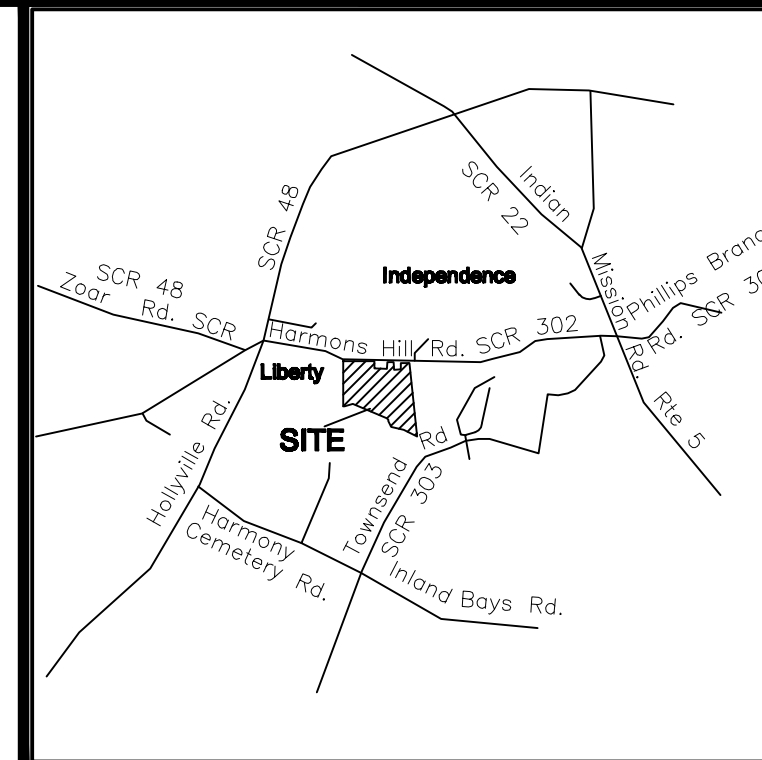 SCR 48
SCR 22
Indian
Mission Rd. Rte 5
Independence
SCR 48
Zoar Rd. SCR
Phillips Branc
Rd. SCR 30
Harmons Hill Rd. SCR 302
Liberty
SITE
Hollyville Rd.
Townsend Rd
SCR 303
Harmony
Cemetery Rd.
Inland Bays Rd.